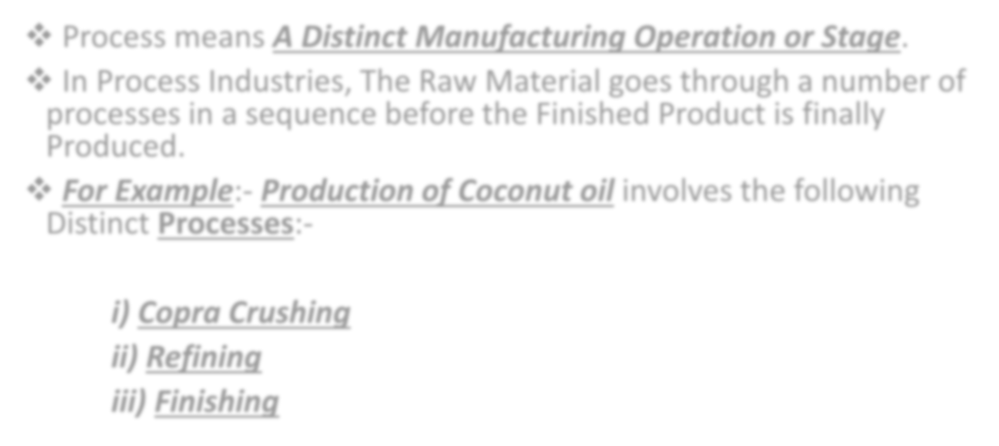 ❖ Process means A Distinct Manufacturing Operation or Stage.
❖ In Process Industries, The Raw Material goes through a number of
processes in a sequence before the Finished Product is finally
Produced.
❖ For Example:- Production of Coconut oil involves the following
Distinct Processes:-
i) Copra Crushing
ii) Refining
iii) Finishing